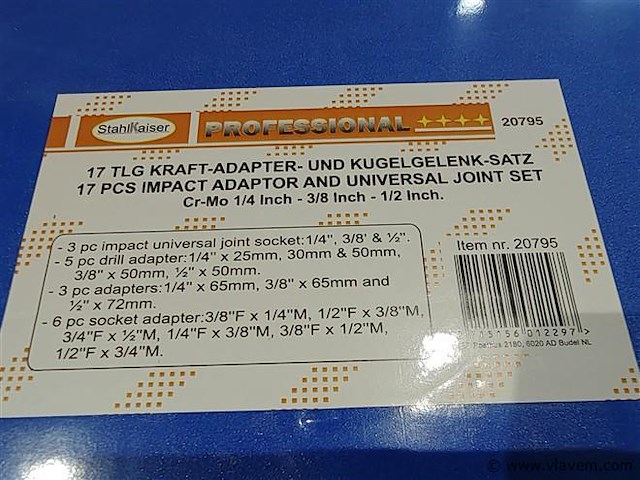 StahlKaiser
PROFESSIONAL
20795
17 TLG KRAFT-ADAPTER- UND KUGELGELENK-SATZ
17 PCS IMPACT ADAPTOR AND UNIVERSAL JOINT SET
Cr-Mo 1/4 Inch - 3/8 Inch - 1/2 Inch.
- 3 pc impact universal joint socket:1/4", 3/8' & ½".
- 5 pc drill adapter:1/4" x 25mm, 30mm & 50mm,
3/8" x 50mm, ½" x 50mm.
- 3 pc adapters:1/4" x 65mm, 3/8" x 65mm and
½" x 72mm.
- 6 pc socket adapter:3/8"F x 1/4"M, 1/2"F x 3/8"M,
3/4"F x ½"M, 1/4"F x 3/8"M, 3/8"F x 1/2"M,
1/2"F x 3/4"M.
Item nr. 20795
715156 012297 >
Postbus 2180, 6020 AD Budel NL
© www.vlavem.com